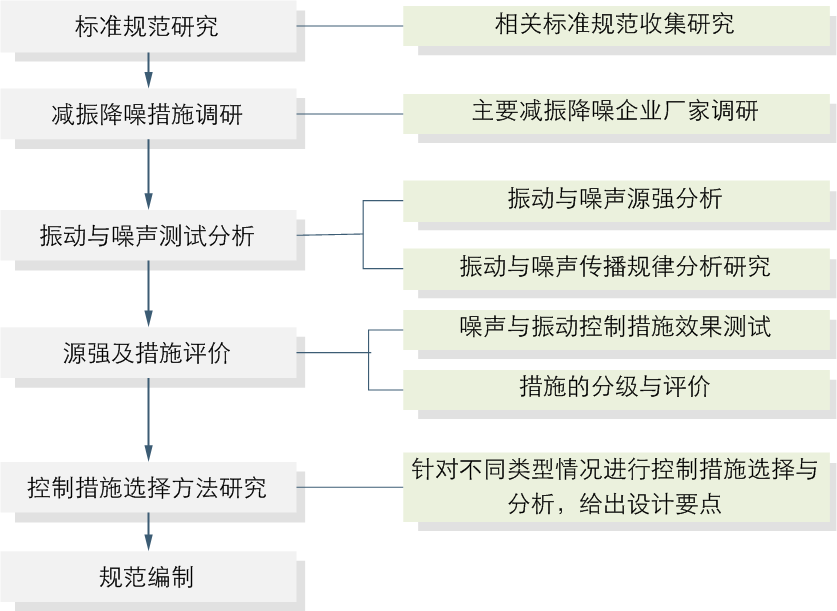 标准规范研究
相关标准规范收集研究
减振降噪措施调研
主要减振降噪企业厂家调研
振动与噪声测试分析
振动与噪声源强分析
振动与噪声传播规律分析研究
源强及措施评价
噪声与振动控制措施效果测试
措施的分级与评价
控制措施选择方法研究
针对不同类型情况进行控制措施选择与
分析，给出设计要点
规范编制